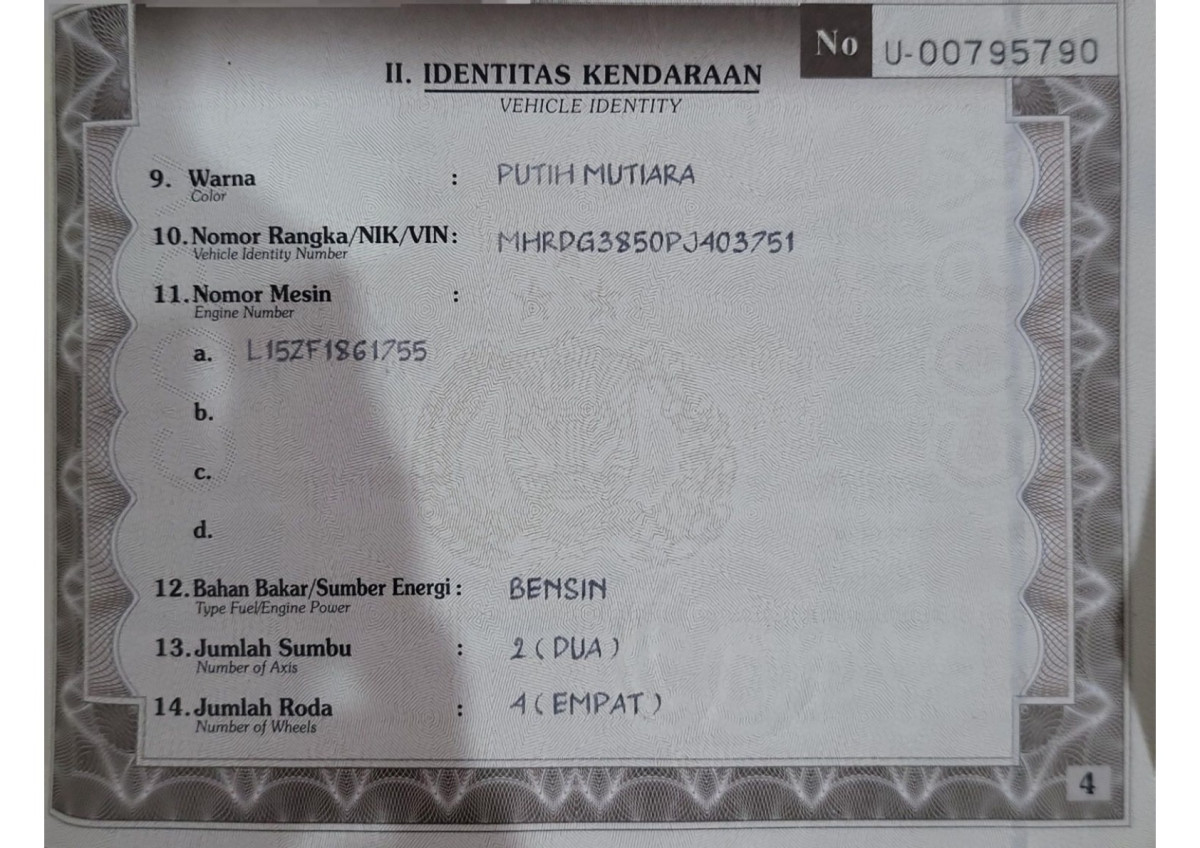 No U-00795790
II. IDENTITAS KENDARAAN
VEHICLE IDENTITY
9. Warna : PUTIH MUTIARA
Color
10. Nomor Rangka/NIK/VIN : MHRDG3850PJ403751
Vehicle Identity Number
11. Nomor Mesin :
Engine Number
a. L15ZF1861755
b.
c.
d.
12. Bahan Bakar/Sumber Energi : BENSIN
Type Fuel/Engine Power
13. Jumlah Sumbu : 2 ( DUA )
Number of Axis
14. Jumlah Roda : 4 ( EMPAT )
Number of Wheels
4